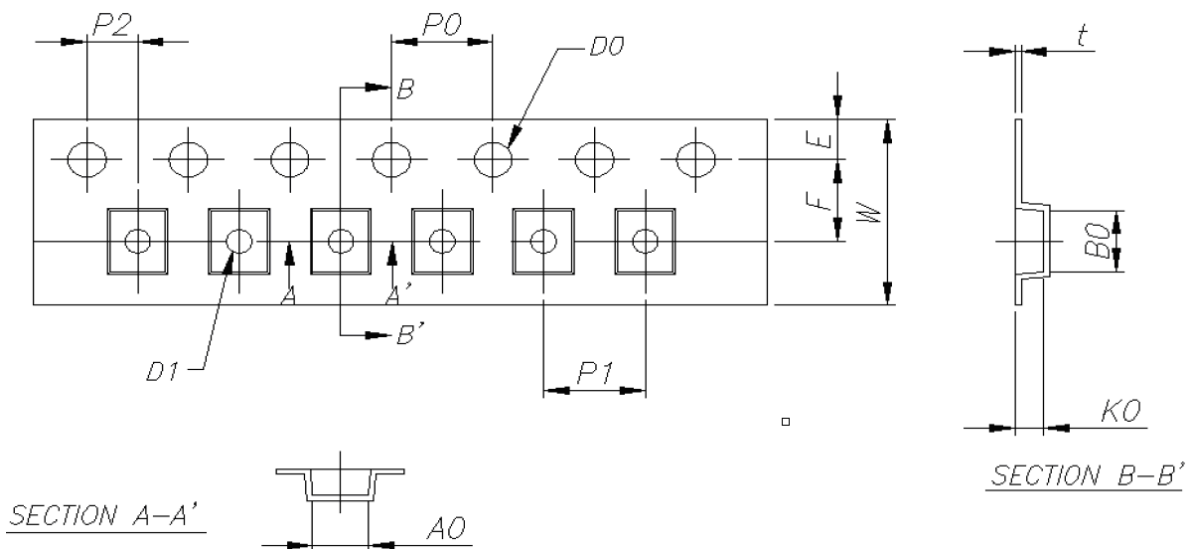 P2
P0
D0
t
B
E
F
W
B0
A
A'
B'
D1
P1
K0
SECTION B-B'
SECTION A-A'
A0